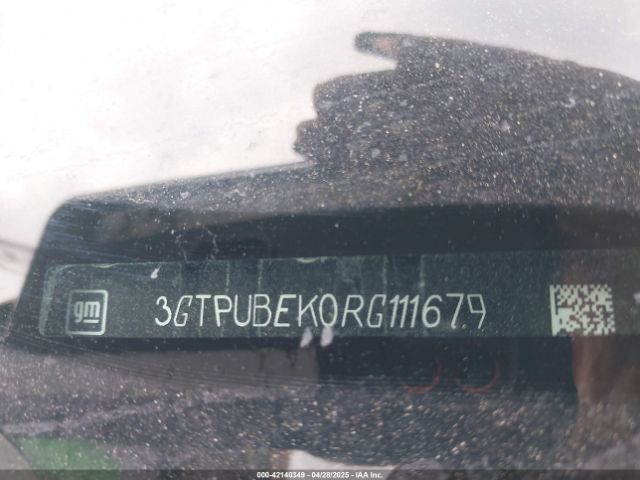 gm
3GTPUBEK0RG111679
000-42140349 04/28/2025 - IAA Inc.